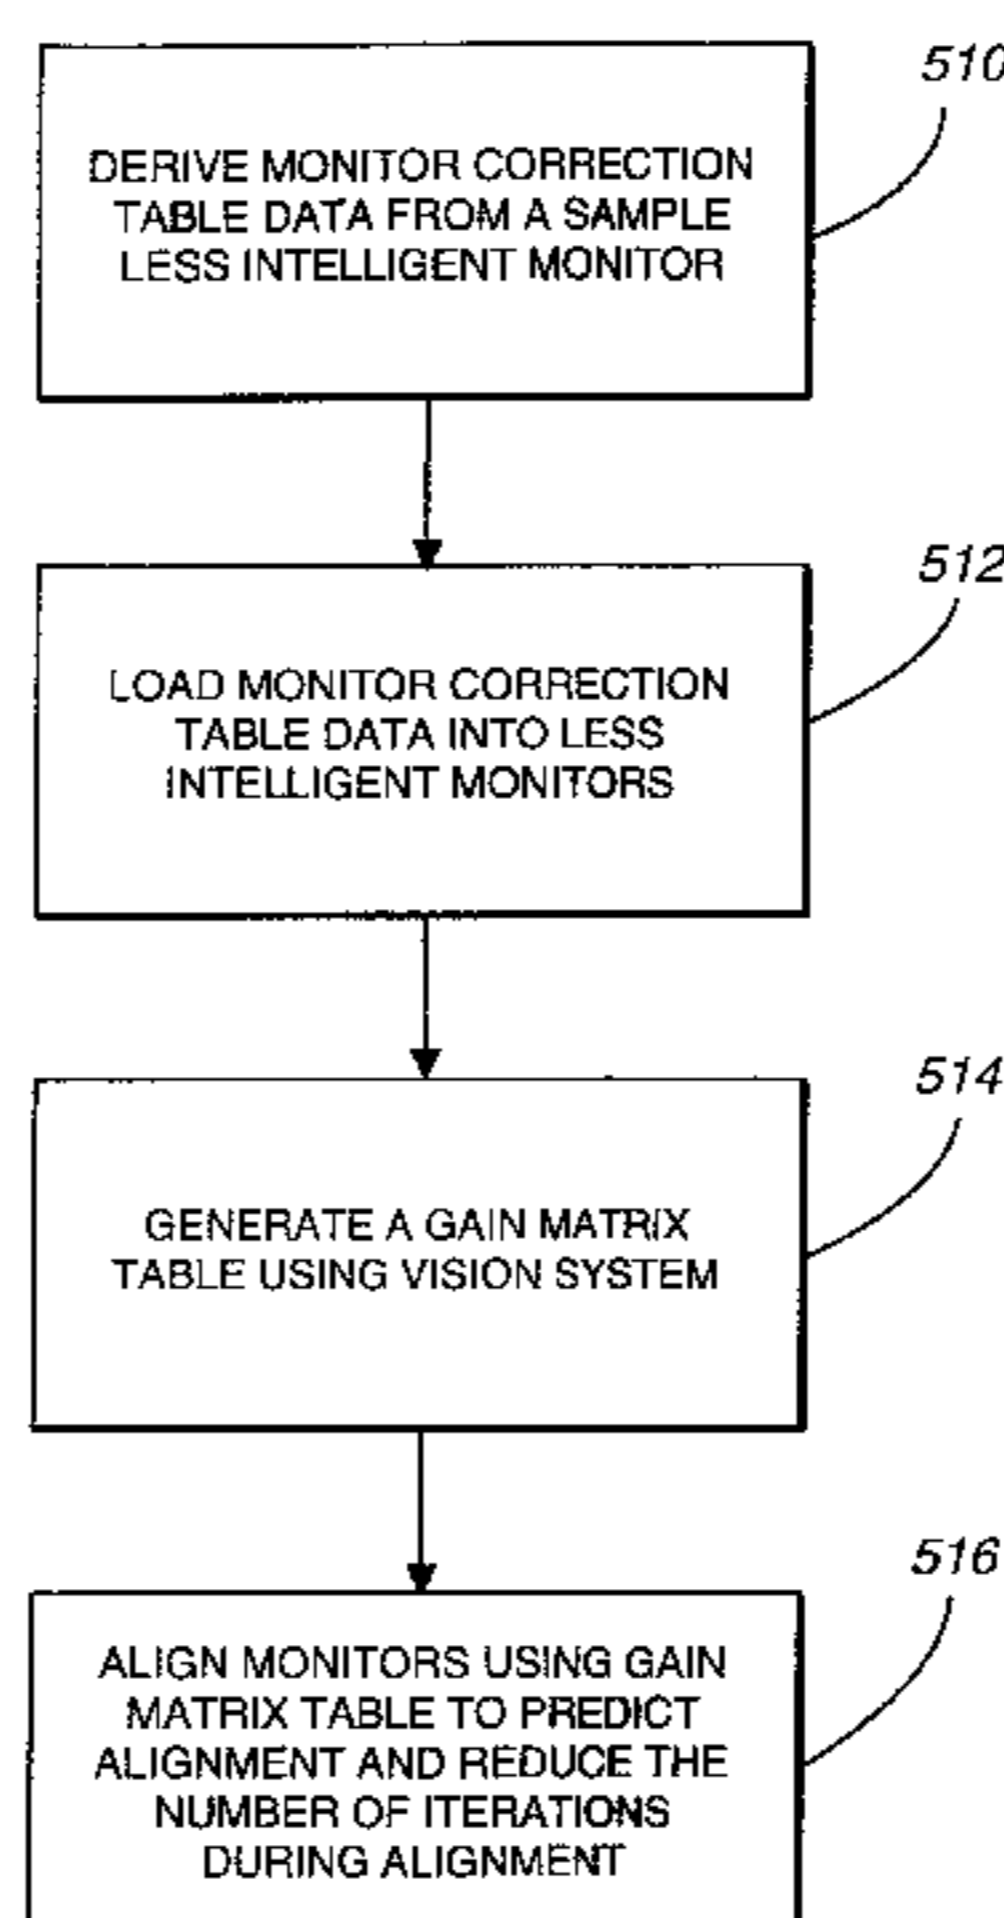 510
DERIVE MONITOR CORRECTION
TABLE DATA FROM A SAMPLE
LESS INTELLIGENT MONITOR
512
LOAD MONITOR CORRECTION
TABLE DATA INTO LESS
INTELLIGENT MONITORS
514
GENERATE A GAIN MATRIX
TABLE USING VISION SYSTEM
516
ALIGN MONITORS USING GAIN
MATRIX TABLE TO PREDICT
ALIGNMENT AND REDUCE THE
NUMBER OF ITERATIONS
DURING ALIGNMENT